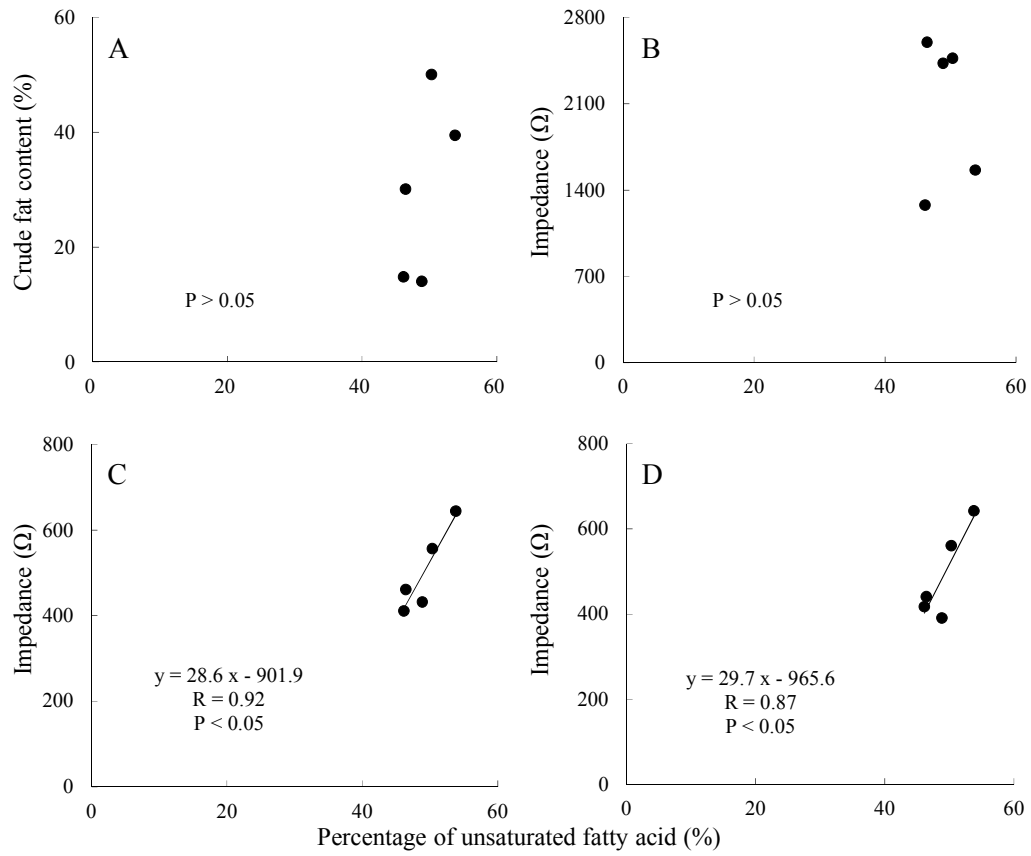 A
Crude fat content (%)
60
40
20
0
P > 0.05
0 20 40 60
B
Impedance (Ω)
2800
2100
1400
700
0
P > 0.05
0 20 40 60
C
Impedance (Ω)
800
600
400
200
0
y = 28.6 x - 901.9
R = 0.92
P < 0.05
0 20 40 60
D
Impedance (Ω)
800
600
400
200
0
y = 29.7 x - 965.6
R = 0.87
P < 0.05
0 20 40 60
Percentage of unsaturated fatty acid (%)